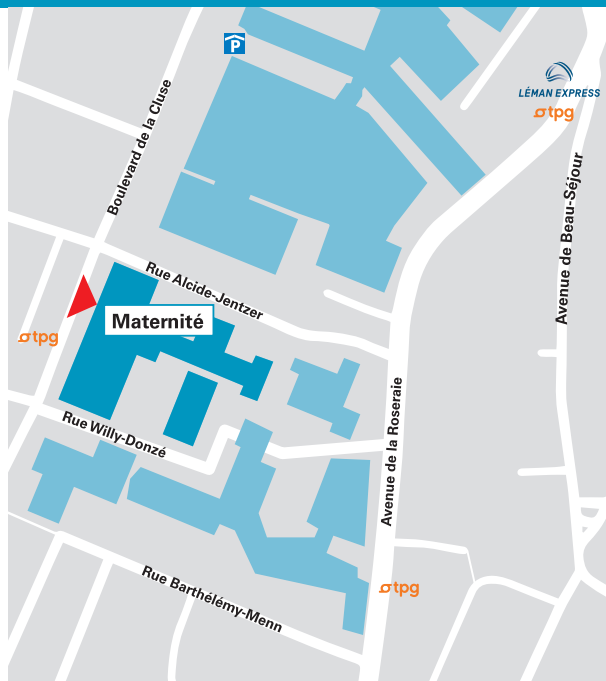 P
LÉMAN EXPRESS
tpg
Boulevard de la Cluse
Avenue de Beau-Séjour
Rue Alcide-Jentzer
Maternité
tpg
Rue Willy-Donzé
Avenue de la Roseraie
tpg
Rue Barthélémy-Menn